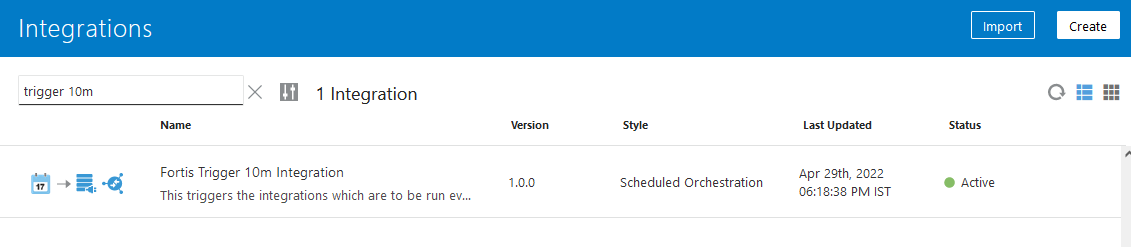 Integrations
Import
Create
trigger 10m
1 Integration
Name Version Style Last Updated Status
17
Fortis Trigger 10m Integration
This triggers the integrations which are to be run ev...
1.0.0
Scheduled Orchestration
Apr 29th, 2022
06:18:38 PM IST
Active